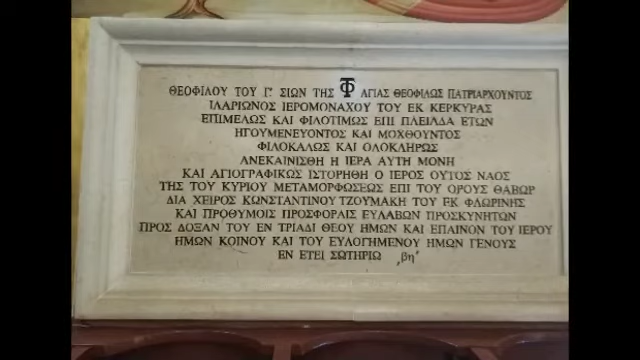 ΘΕΟΦΙΛΟΥ ΤΟΥ Γ' ΣΙΩΝ ΤΗΣ ΑΓΙΑΣ ΘΕΟΦΙΛΩΣ ΠΑΤΡΙΑΡΧΟΥΝΤΟΣ
ΙΛΑΡΙΩΝΟΣ ΙΕΡΟΜΟΝΑΧΟΥ ΤΟΥ ΕΚ ΚΕΡΚΥΡΑΣ
ΕΠΙΜΕΛΩΣ ΚΑΙ ΦΙΛΟΤΙΜΩΣ ΕΠΙ ΠΛΕΙΑΔΑ ΕΤΩΝ
ΗΓΟΥΜΕΝΕΥΟΝΤΟΣ ΚΑΙ ΜΟΧΘΟΥΝΤΟΣ
ΦΙΛΟΚΑΛΩΣ ΚΑΙ ΟΛΟΚΛΗΡΩΣ
ΑΝΕΚΑΙΝΙΣΘΗ Η ΙΕΡΑ ΑΥΤΗ ΜΟΝΗ
ΚΑΙ ΑΓΙΟΓΡΑΦΙΚΩΣ ΙΣΤΟΡΗΘΗ Ο ΙΕΡΟΣ ΟΥΤΟΣ ΝΑΟΣ
ΤΗΣ ΤΟΥ ΚΥΡΙΟΥ ΜΕΤΑΜΟΡΦΩΣΕΩΣ ΕΠΙ ΤΟΥ ΟΡΟΥΣ ΘΑΒΩΡ
ΔΙΑ ΧΕΙΡΟΣ ΚΩΝΣΤΑΝΤΙΝΟΥ ΤΖΟΥΜΑΚΗ ΤΟΥ ΕΚ ΦΛΩΡΙΝΗΣ
ΚΑΙ ΠΡΟΘΥΜΟΙΣ ΠΡΟΣΦΟΡΑΙΣ ΕΥΛΑΒΩΝ ΠΡΟΣΚΥΝΗΤΩΝ
ΠΡΟΣ ΔΟΞΑΝ ΤΟΥ ΕΝ ΤΡΙΑΔΙ ΘΕΟΥ ΗΜΩΝ ΚΑΙ ΕΠΑΙΝΟΝ ΤΟΥ ΙΕΡΟΥ
ΗΜΩΝ ΚΟΙΝΟΥ ΚΑΙ ΤΟΥ ΕΥΛΟΓΗΜΕΝΟΥ ΗΜΩΝ ΓΕΝΟΥΣ
ΕΝ ΕΤΕΙ ΣΩΤΗΡΙΩ ͵βη'